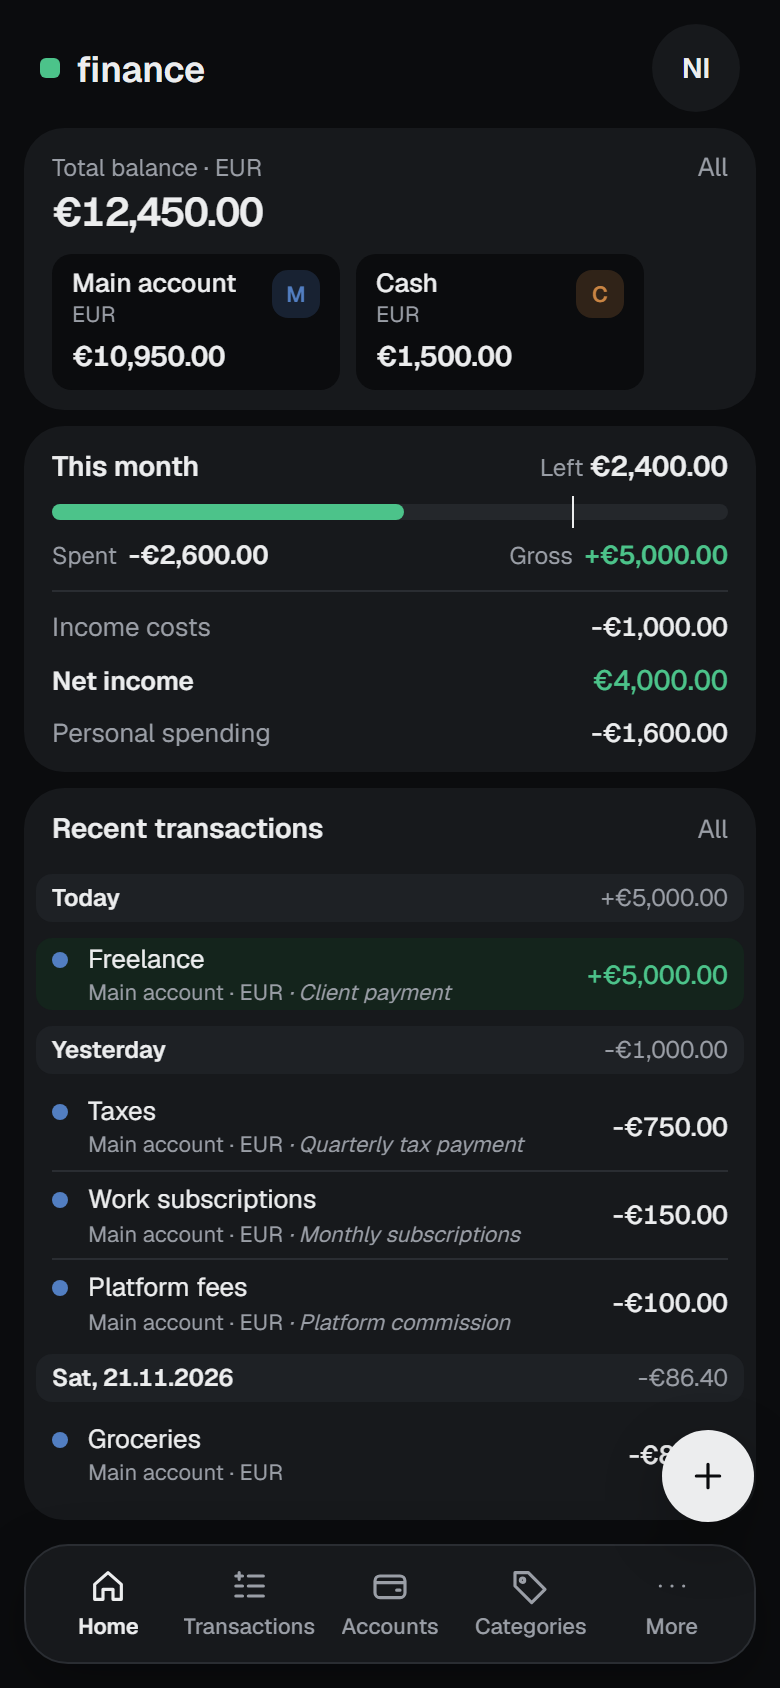 finance
NI
Total balance · EUR
All
€12,450.00
Main account
M
EUR
€10,950.00
Cash
C
EUR
€1,500.00
This month
Left €2,400.00
Spent -€2,600.00
Gross +€5,000.00
Income costs
-€1,000.00
Net income
€4,000.00
Personal spending
-€1,600.00
Recent transactions
All
Today
+€5,000.00
Freelance
Main account · EUR · Client payment
+€5,000.00
Yesterday
-€1,000.00
Taxes
Main account · EUR · Quarterly tax payment
-€750.00
Work subscriptions
Main account · EUR · Monthly subscriptions
-€150.00
Platform fees
Main account · EUR · Platform commission
-€100.00
Sat, 21.11.2026
-€86.40
Groceries
Main account · EUR
Home
Transactions
Accounts
Categories
More